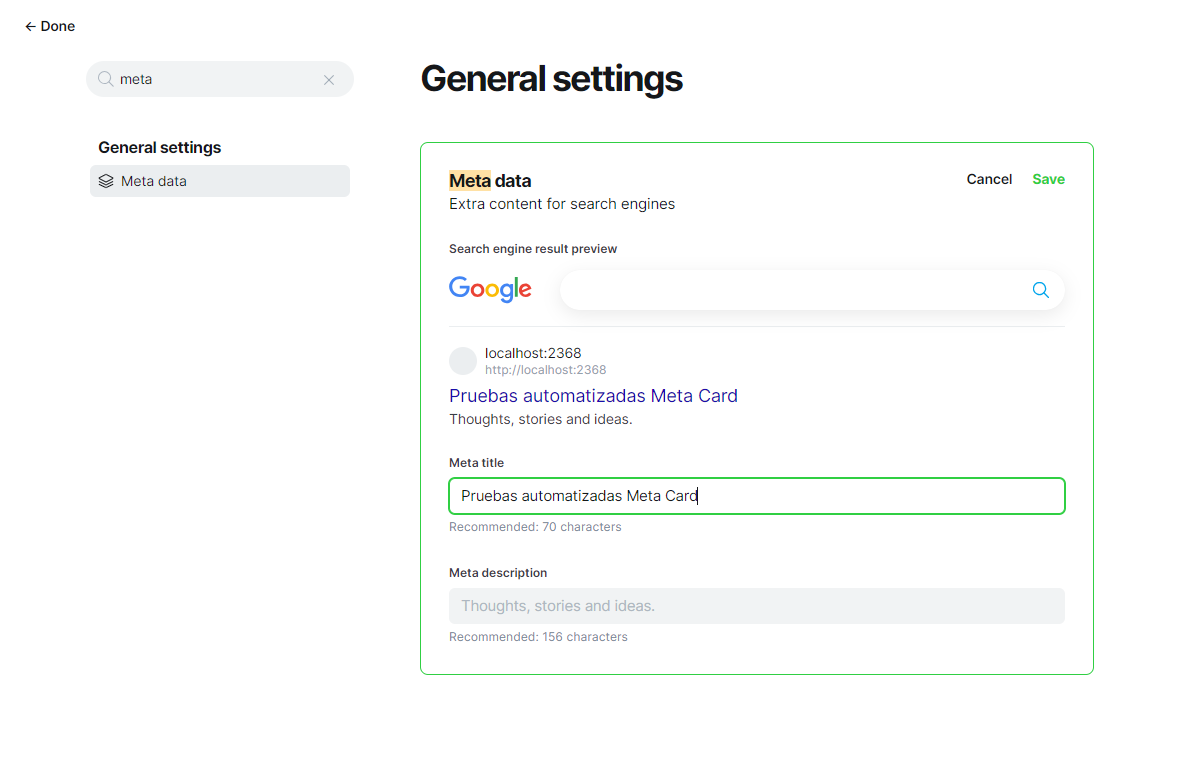 ← Done
meta
General settings
General settings
Meta data
Meta data
Cancel
Save
Extra content for search engines
Search engine result preview
Google
localhost:2368
http://localhost:2368
Pruebas automatizadas Meta Card
Thoughts, stories and ideas.
Meta title
Pruebas automatizadas Meta Card
Recommended: 70 characters
Meta description
Thoughts, stories and ideas.
Recommended: 156 characters